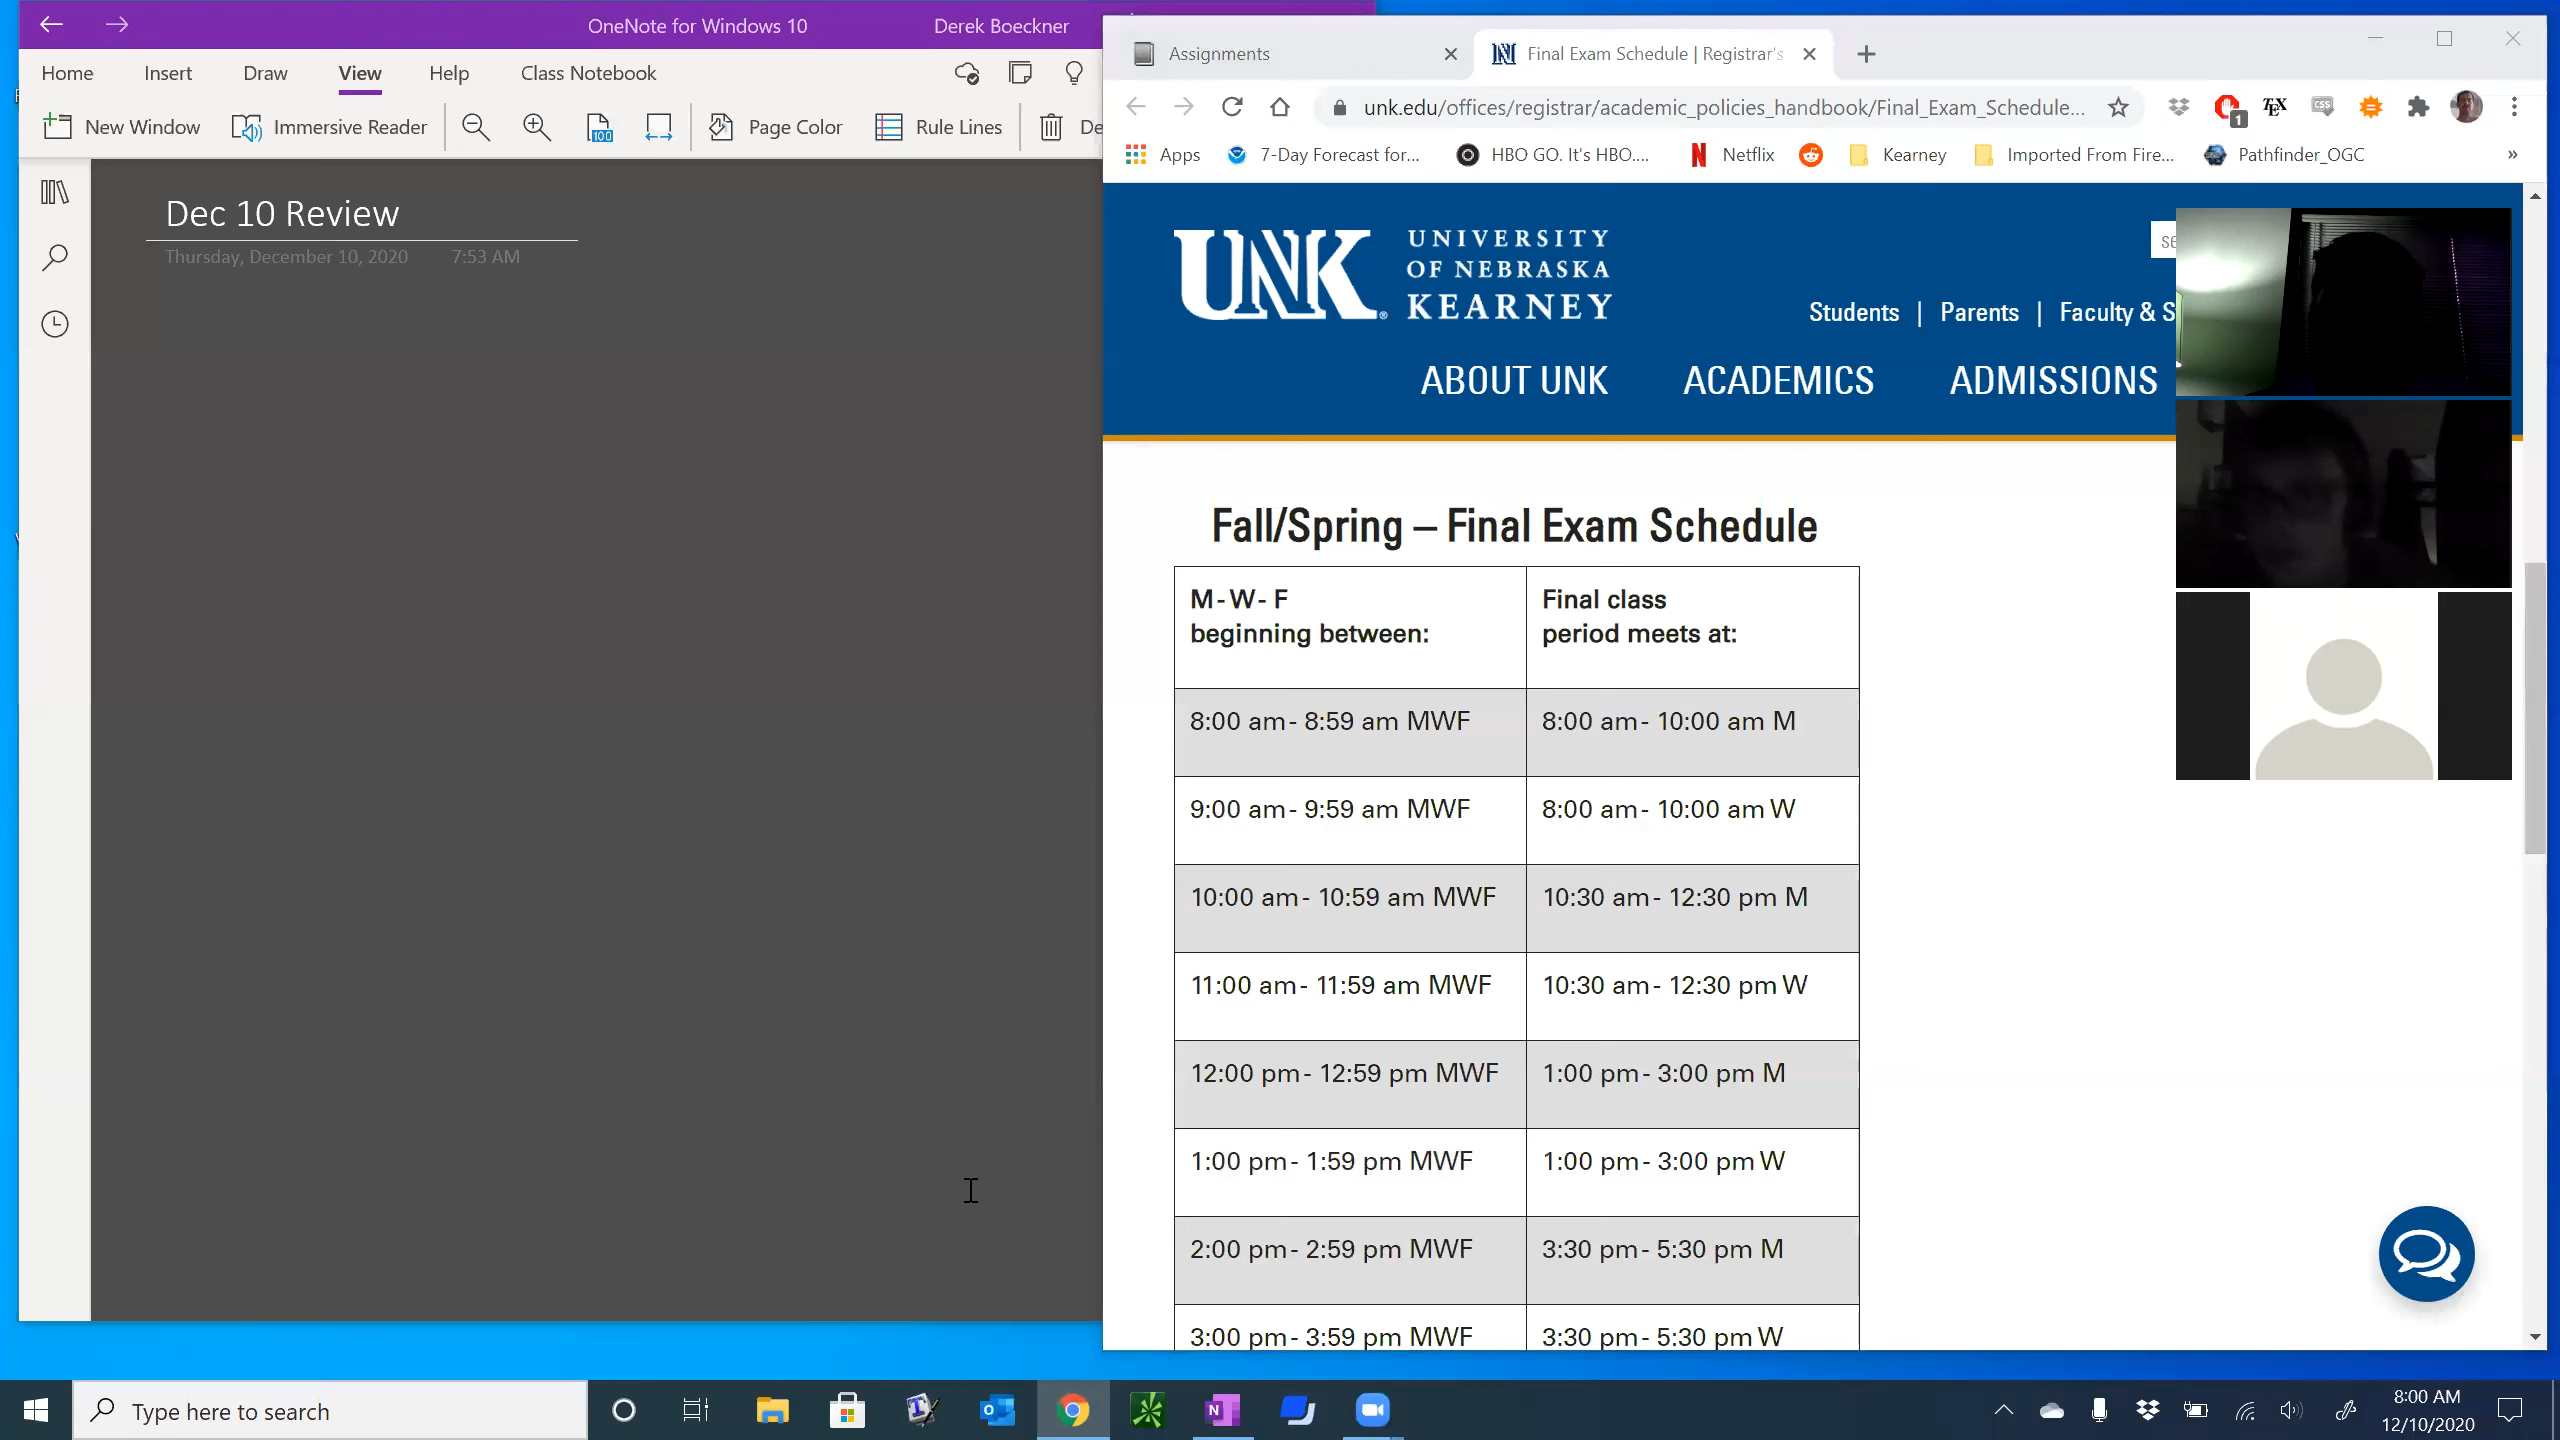 OneNote for Windows 10
Derek Boeckner
Home
Insert
Draw
View
Help
Class Notebook
New Window
Immersive Reader
100
Page Color
Rule Lines
De
Dec 10 Review
Thursday, December 10, 2020
7:53 AM
Assignments
Final Exam Schedule | Registrar's
unk.edu/offices/registrar/academic_policies_handbook/Final_Exam_Schedule...
1
TEX
CSS
Apps
7-Day Forecast for...
HBO GO. It's HBO....
Netflix
Kearney
Imported From Fire...
Pathfinder_OGC
»
UNK®
UNIVERSITY
OF NEBRASKA
KEARNEY
se
Students | Parents | Faculty & S
ABOUT UNK
ACADEMICS
ADMISSIONS
Fall/Spring – Final Exam Schedule
M - W - F
beginning between:
Final class
period meets at:
8:00 am - 8:59 am MWF
8:00 am - 10:00 am M
9:00 am - 9:59 am MWF
8:00 am - 10:00 am W
10:00 am - 10:59 am MWF
10:30 am - 12:30 pm M
11:00 am - 11:59 am MWF
10:30 am - 12:30 pm W
12:00 pm - 12:59 pm MWF
1:00 pm - 3:00 pm M
1:00 pm - 1:59 pm MWF
1:00 pm - 3:00 pm W
2:00 pm - 2:59 pm MWF
3:30 pm - 5:30 pm M
3:00 pm - 3:59 pm MWF
3:30 pm - 5:30 pm W
Type here to search
8:00 AM
12/10/2020